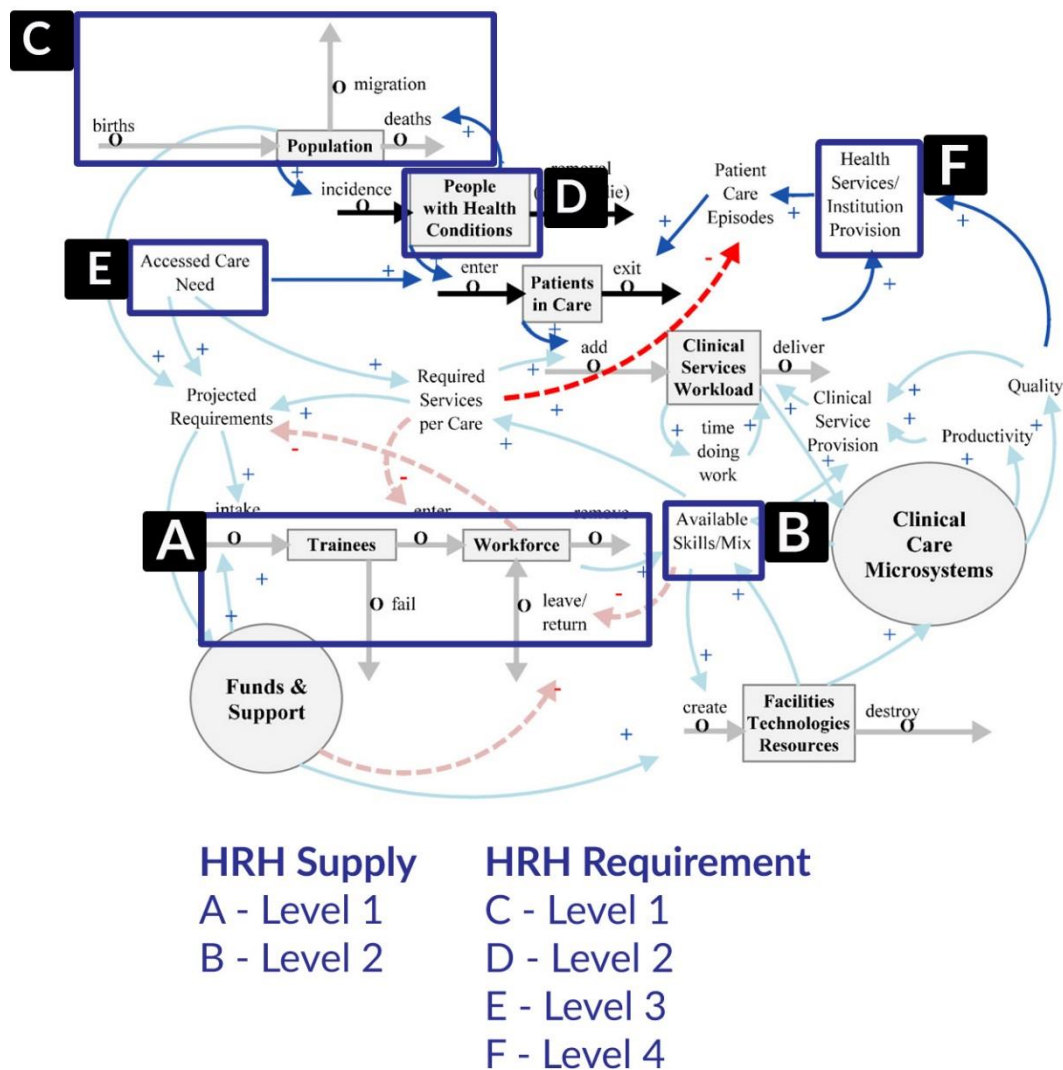 C
migration
births
deaths
Population
incidence
People
with Health
Conditions
D
removal
Patient
Care
Episodes
Health
Services/
Institution
Provision
F
E
Accessed Care
Need
enter
exit
Patients
in Care
add
Clinical
Services
Workload
deliver
Projected
Requirements
Required
Services
per Care
time
doing
work
Clinical
Service
Provision
Quality
Productivity
A
intake
Trainees
enter
Workforce
remove
fail
leave/
return
Available
Skills/Mix
B
Clinical
Care
Microsystems
Funds &
Support
create
Facilities
Technologies
Resources
destroy
HRH Supply
A - Level 1
B - Level 2
HRH Requirement
C - Level 1
D - Level 2
E - Level 3
F - Level 4